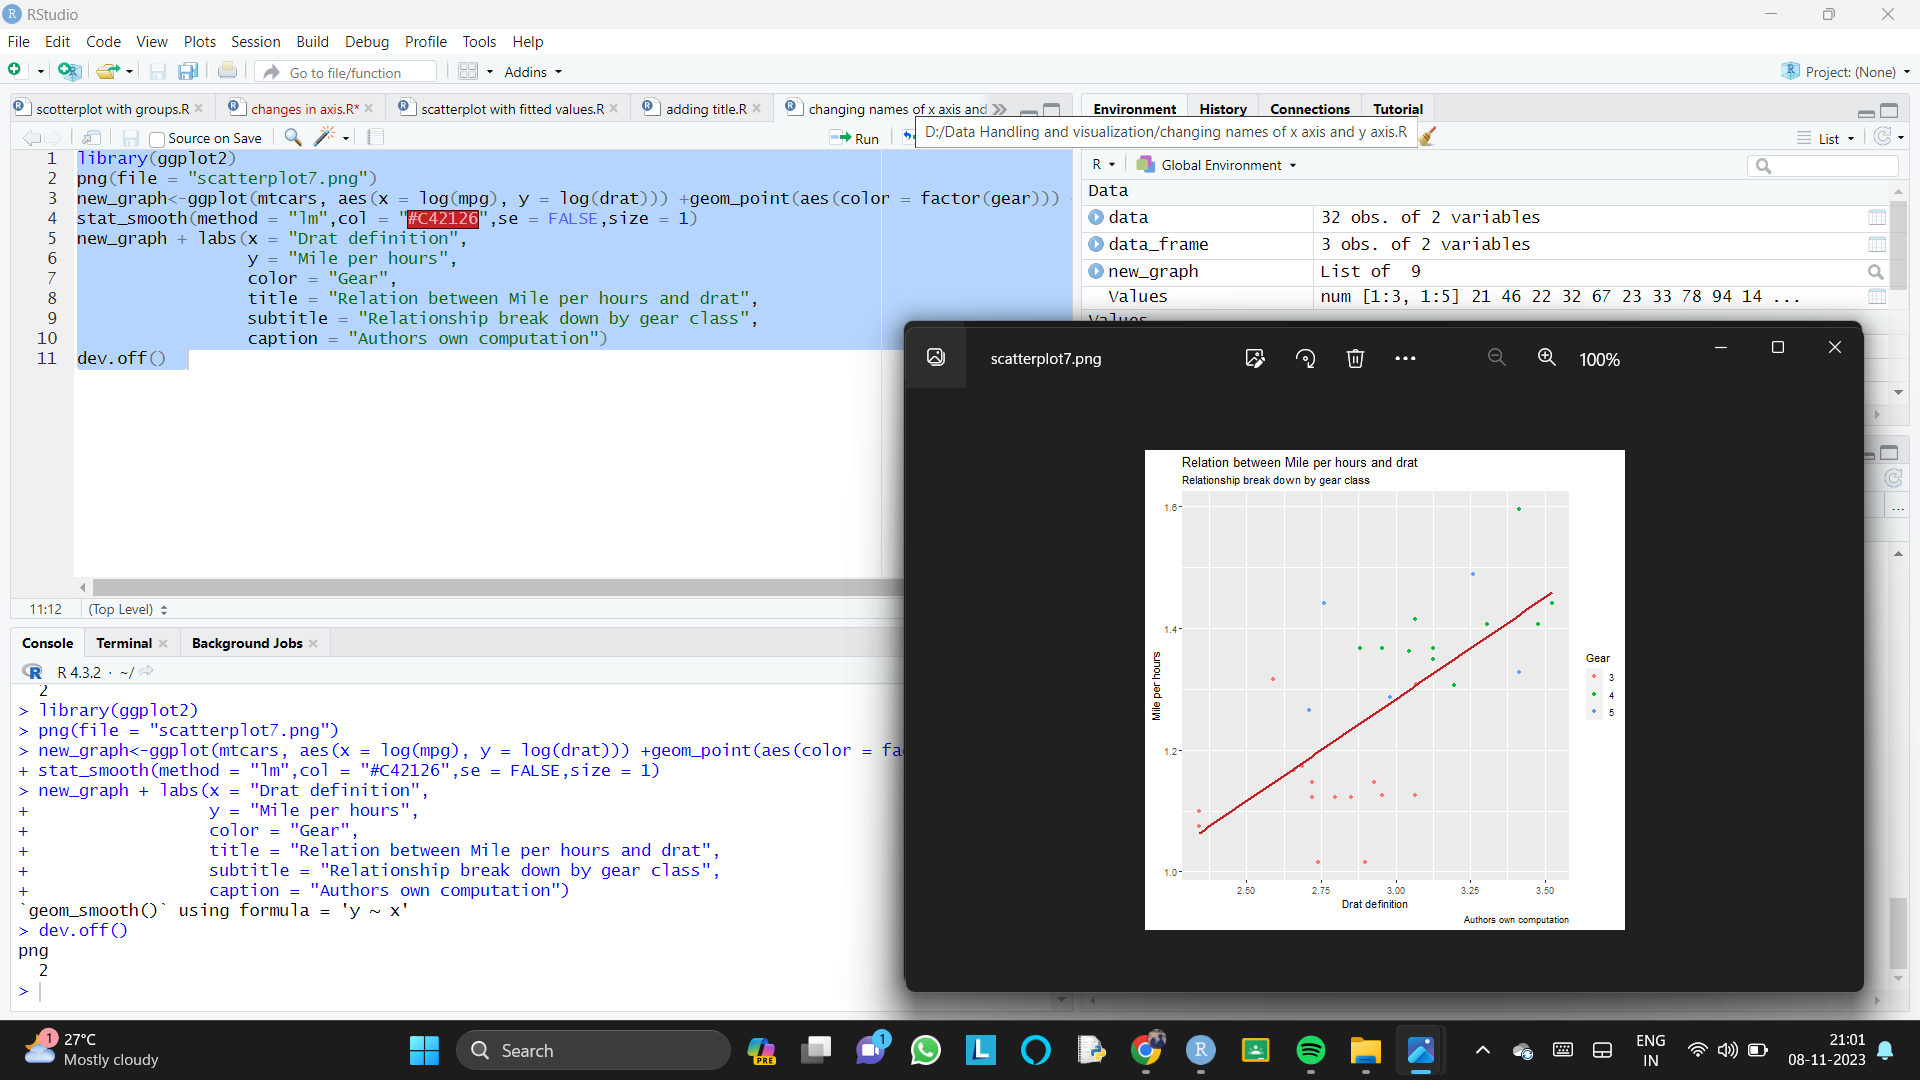 RStudio
File Edit Code View Plots Session Build Debug Profile Tools Help
Go to file/function
Addins
Project: (None)
scotterplot with groups.R
changes in axis.R*
scatterplot with fitted values.R
adding title.R
changing names of x axis and
Environment History Connections Tutorial
Source on Save
Run
D:/Data Handling and visualization/changing names of x axis and y axis.R
List
R
Global Environment
1 library(ggplot2)
2 png(file = "scatterplot7.png")
3 new_graph<-ggplot(mtcars, aes(x = log(mpg), y = log(drat))) +geom_point(aes(color = factor(gear)))
4 stat_smooth(method = "lm",col = "#C42126",se = FALSE,size = 1)
5 new_graph + labs(x = "Drat definition",
6 y = "Mile per hours",
7 color = "Gear",
8 title = "Relation between Mile per hours and drat",
9 subtitle = "Relationship break down by gear class",
10 caption = "Authors own computation")
11 dev.off()
Data
data 32 obs. of 2 variables
data_frame 3 obs. of 2 variables
new_graph List of 9
Values num [1:3, 1:5] 21 46 22 32 67 23 33 78 94 14 ...
Values
11:12 (Top Level)
Console Terminal Background Jobs
R 4.3.2 · ~/
2
> library(ggplot2)
> png(file = "scatterplot7.png")
> new_graph<-ggplot(mtcars, aes(x = log(mpg), y = log(drat))) +geom_point(aes(color = fa
+ stat_smooth(method = "lm",col = "#C42126",se = FALSE,size = 1)
> new_graph + labs(x = "Drat definition",
+ y = "Mile per hours",
+ color = "Gear",
+ title = "Relation between Mile per hours and drat",
+ subtitle = "Relationship break down by gear class",
+ caption = "Authors own computation")
`geom_smooth()` using formula = 'y ~ x'
> dev.off()
png
2
>
scatterplot7.png
100%
Relation between Mile per hours and drat
Relationship break down by gear class
1.6
1.4
1.2
1.0
Mile per hours
2.50 2.75 3.00 3.25 3.50
Drat definition
Authors own computation
Gear
3
4
5
1
27°C
Mostly cloudy
Search
PRE
1
L
R
ENG
IN
21:01
08-11-2023